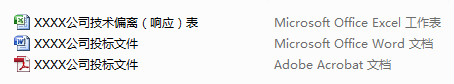 XXXX公司技术偏离（响应）表 Microsoft Office Excel 工作表
XXXX公司投标文件 Microsoft Office Word 文档
XXXX公司投标文件 Adobe Acrobat 文档